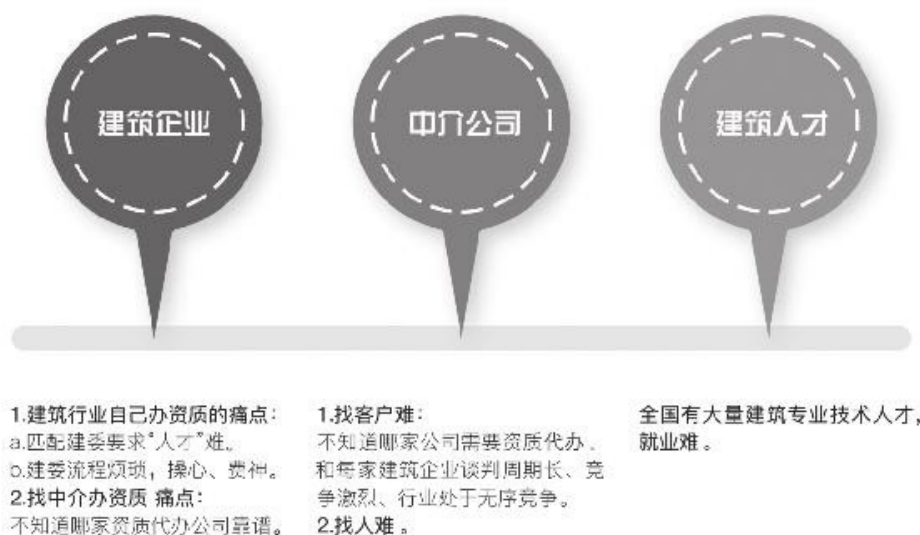 建筑企业
中介公司
建筑人才
1.建筑行业自己办资质的痛点：
a.匹配建委要求“人才”难。
b.建委流程烦琐，操心、费神。
2.找中介办资质 痛点：
不知道哪家资质代办公司靠谱。
1.找客户难：
不知道哪家公司需要资质代办、
和每家建筑企业谈判周期长、竞
争激烈、行业处于无序竞争。
2.找人难 。
全国有大量建筑专业技术人才，
就业难 。